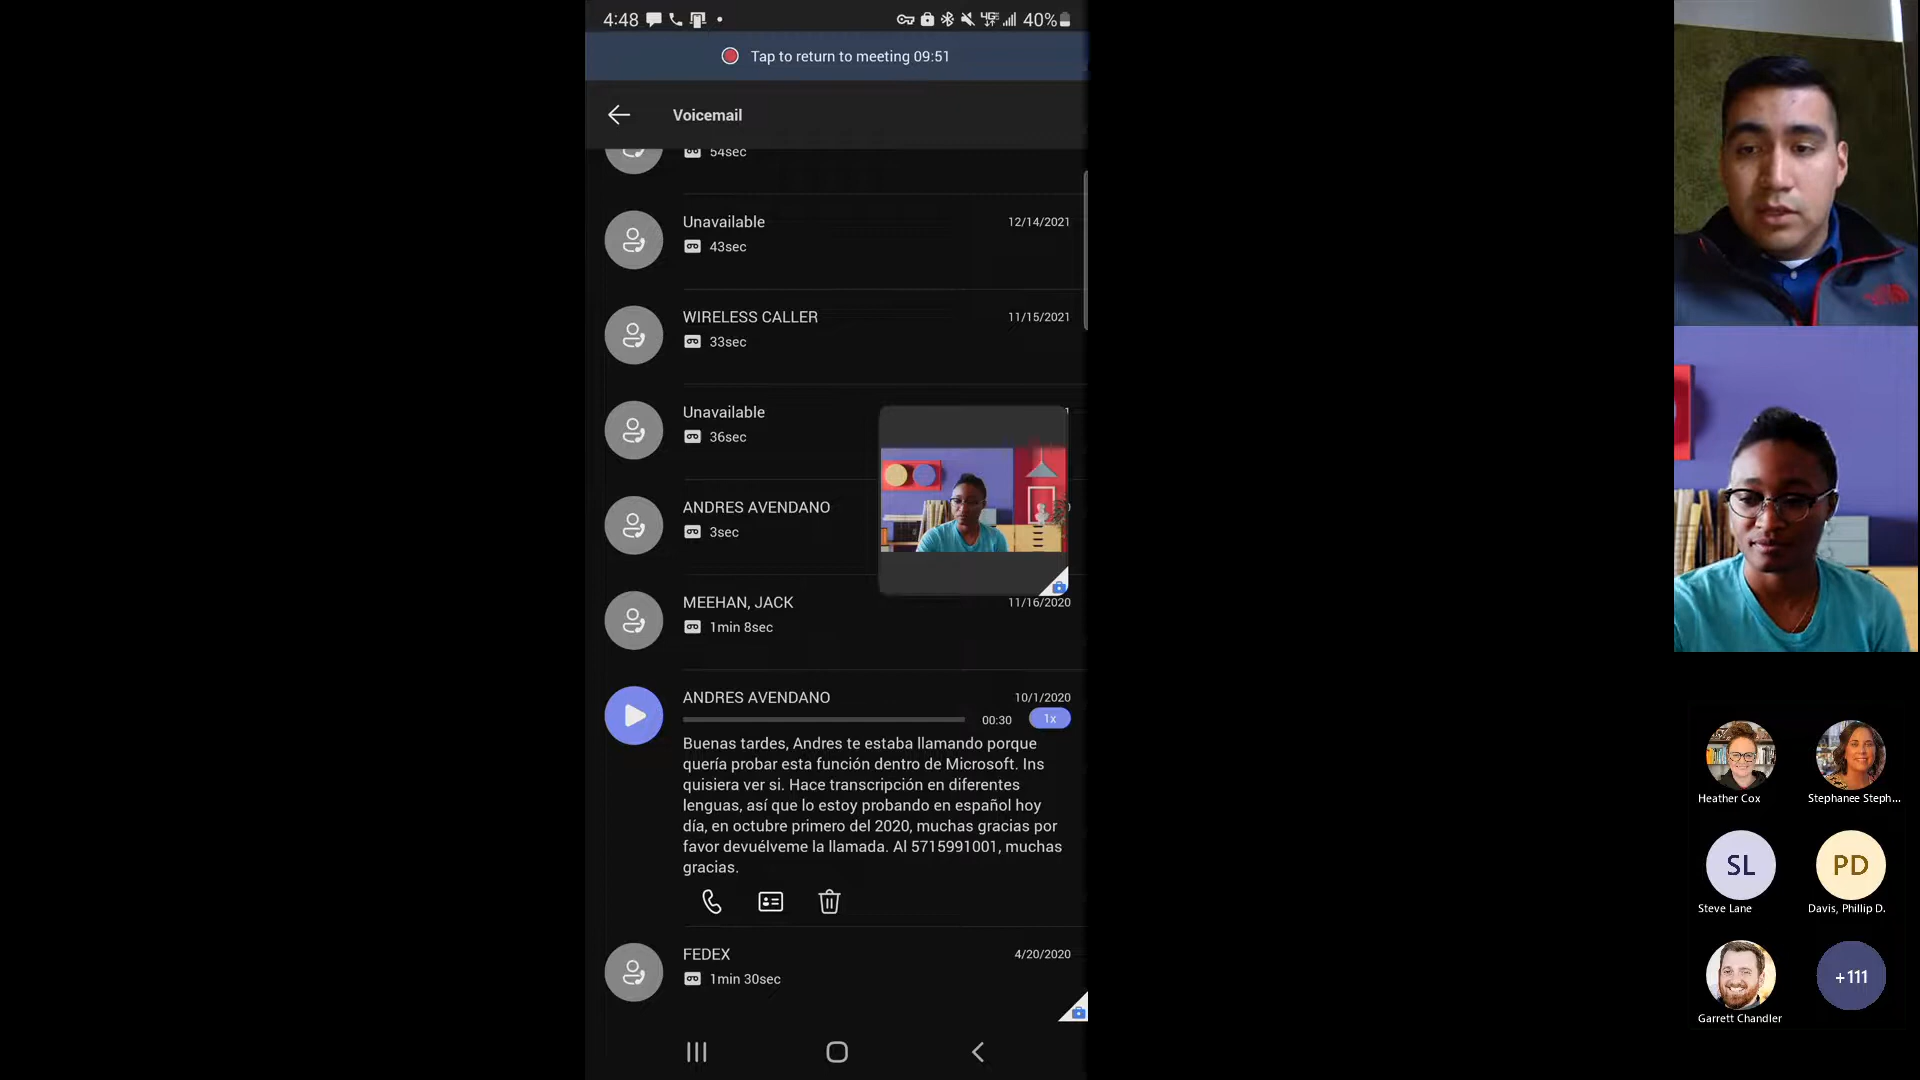 4:48
40%
Tap to return to meeting 09:51
Voicemail
54sec
Unavailable
12/14/2021
43sec
WIRELESS CALLER
11/15/2021
33sec
Unavailable
36sec
ANDRES AVENDANO
3sec
MEEHAN, JACK
11/16/2020
1min 8sec
ANDRES AVENDANO
10/1/2020
00:30
1x
Buenas tardes, Andres te estaba llamando porque
quería probar esta función dentro de Microsoft. Ins
quisiera ver si. Hace transcripción en diferentes
lenguas, así que lo estoy probando en español hoy
día, en octubre primero del 2020, muchas gracias por
favor devuélveme la llamada. Al 5715991001, muchas
gracias.
FEDEX
4/20/2020
1min 30sec
Heather Cox
Stephanee Steph...
SL
PD
Steve Lane
Davis, Phillip D.
+111
Garrett Chandler